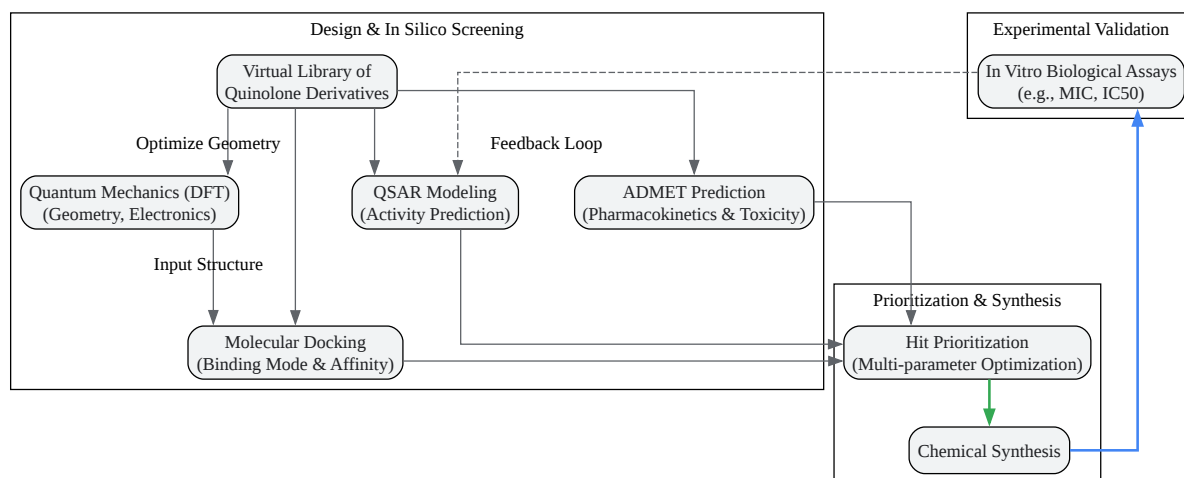 Design & In Silico Screening
Experimental Validation
Virtual Library of
Quinolone Derivatives
In Vitro Biological Assays
(e.g., MIC, IC50)
Optimize Geometry
Feedback Loop
Quantum Mechanics (DFT)
(Geometry, Electronics)
QSAR Modeling
(Activity Prediction)
ADMET Prediction
(Pharmacokinetics & Toxicity)
Input Structure
Prioritization & Synthesis
Molecular Docking
(Binding Mode & Affinity)
Hit Prioritization
(Multi-parameter Optimization)
Chemical Synthesis